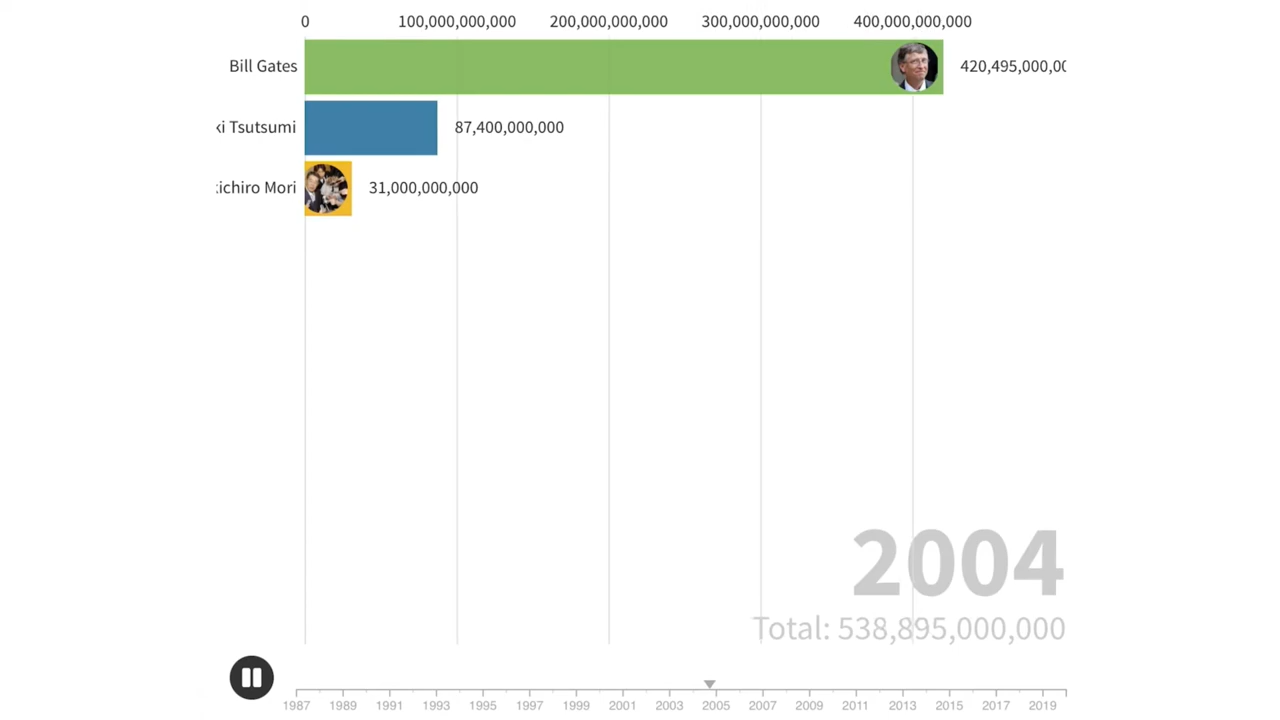 0 100,000,000,000 200,000,000,000 300,000,000,000 400,000,000,000
Bill Gates 420,495,000,0
ki Tsutsumi 87,400,000,000
ichiro Mori 31,000,000,000
2004
Total: 538,895,000,000
1987 1989 1991 1993 1995 1997 1999 2001 2003 2005 2007 2009 2011 2013 2015 2017 2019